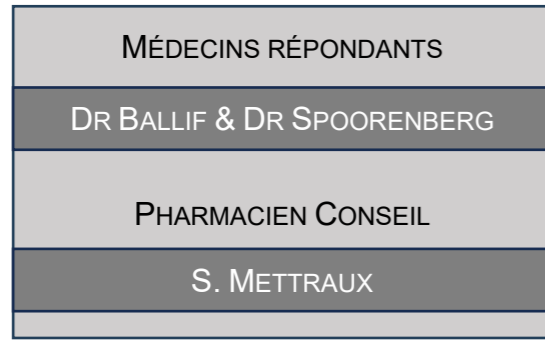 MÉDECINS RÉPONDANTS
DR BALLIF & DR SPOORENBERG
PHARMACIEN CONSEIL
S. METTRAUX